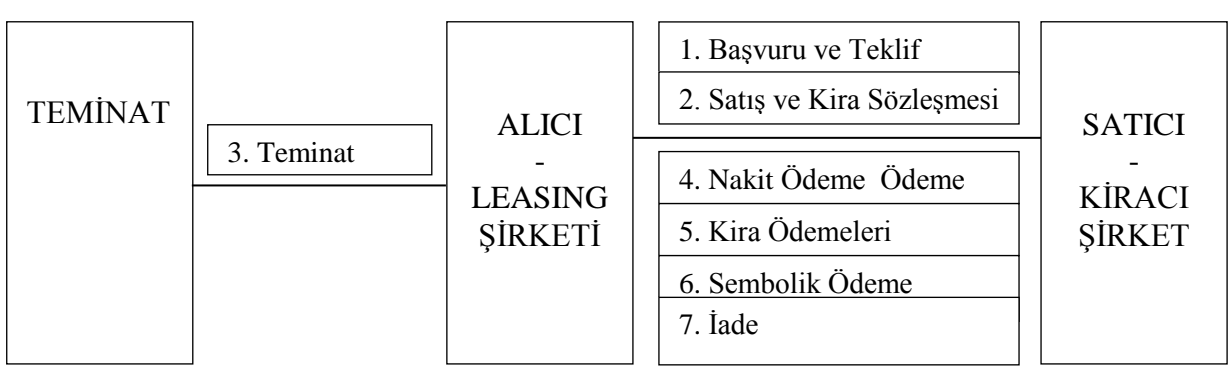 TEMİNAT
3. Teminat
ALICI
-
LEASING
ŞİRKETİ
1. Başvuru ve Teklif
2. Satış ve Kira Sözleşmesi
4. Nakit Ödeme  Ödeme
5. Kira Ödemeleri
6. Sembolik Ödeme
7. İade
SATICI
-
KİRACI
ŞİRKET